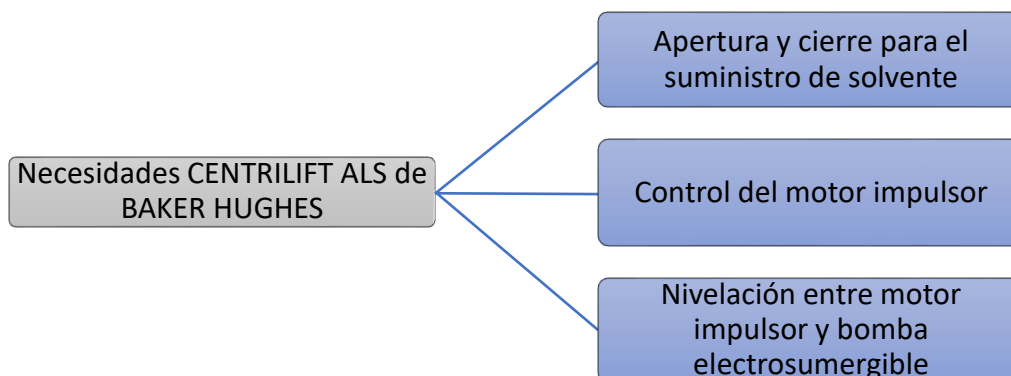 Apertura y cierre para el
suministro de solvente
Necesidades CENTRILIFT ALS de
BAKER HUGHES
Control del motor impulsor
Nivelación entre motor
impulsor y bomba
electrosumergible